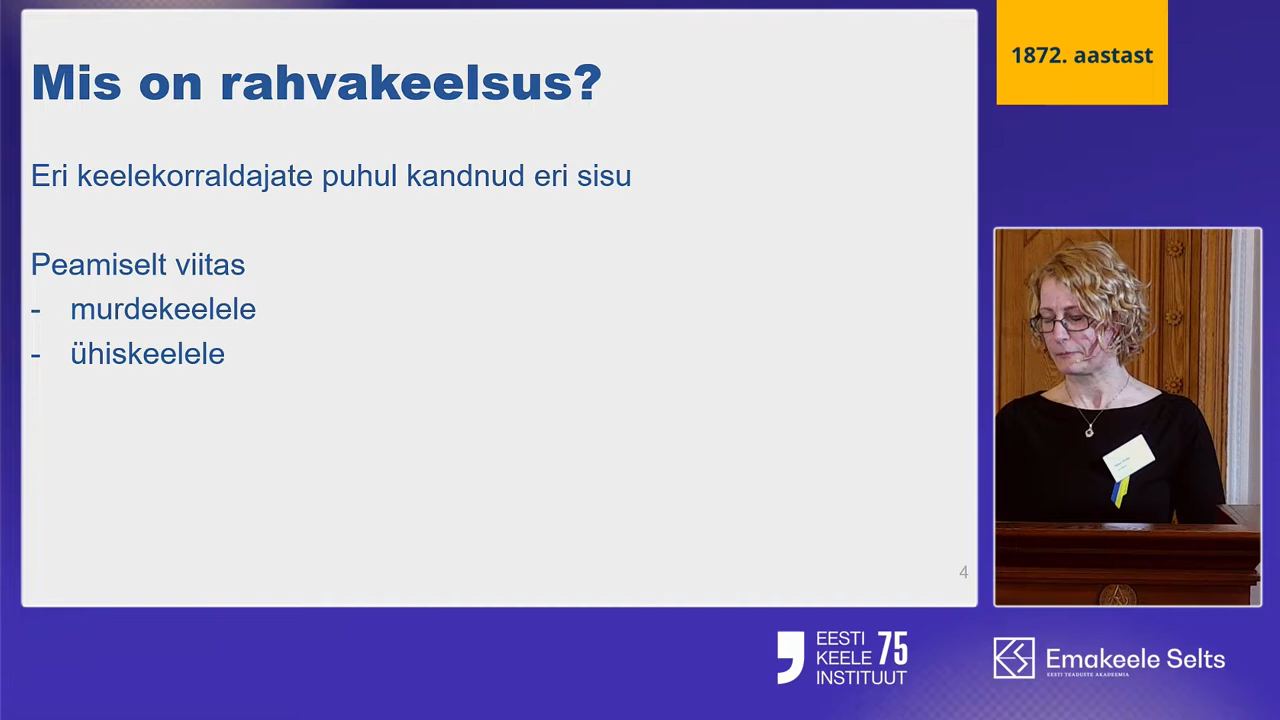 Mis on rahvakeelsus?
Eri keelekorraldajate puhul kandnud eri sisu
Peamiselt viitas
- murdekeelele
- ühiskeelele
4
1872. aastast
EESTI
KEELE 75
INSTITUUT
Emakeele Selts
EESTI TEADUSTE AKADEEMIA